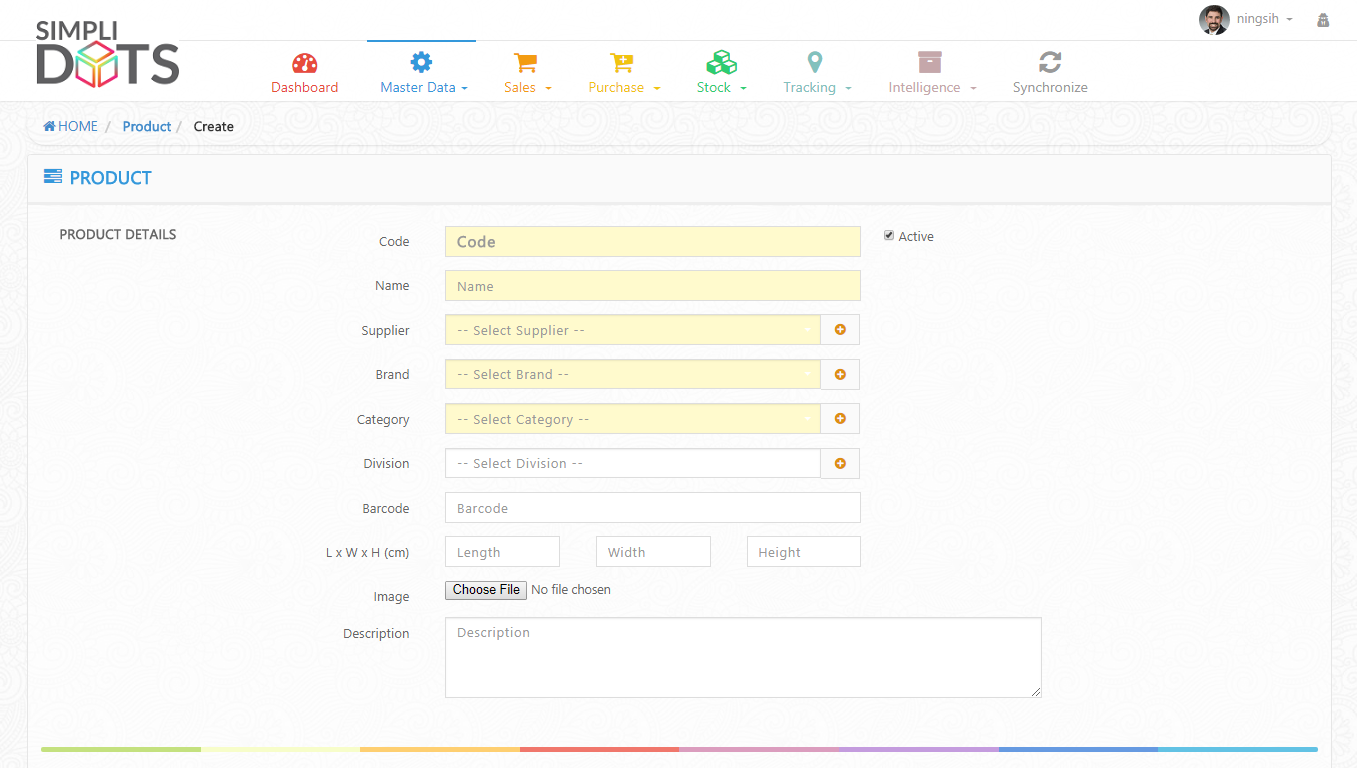 SIMPLI
DOTS
ningsih
Dashboard
Master Data
Sales
Purchase
Stock
Tracking
Intelligence
Synchronize
HOME / Product / Create
PRODUCT
PRODUCT DETAILS
Code
Code
Active
Name
Name
Supplier
-- Select Supplier --
Brand
-- Select Brand --
Category
-- Select Category --
Division
-- Select Division --
Barcode
Barcode
L x W x H (cm)
Length
Width
Height
Image
Choose File No file chosen
Description
Description